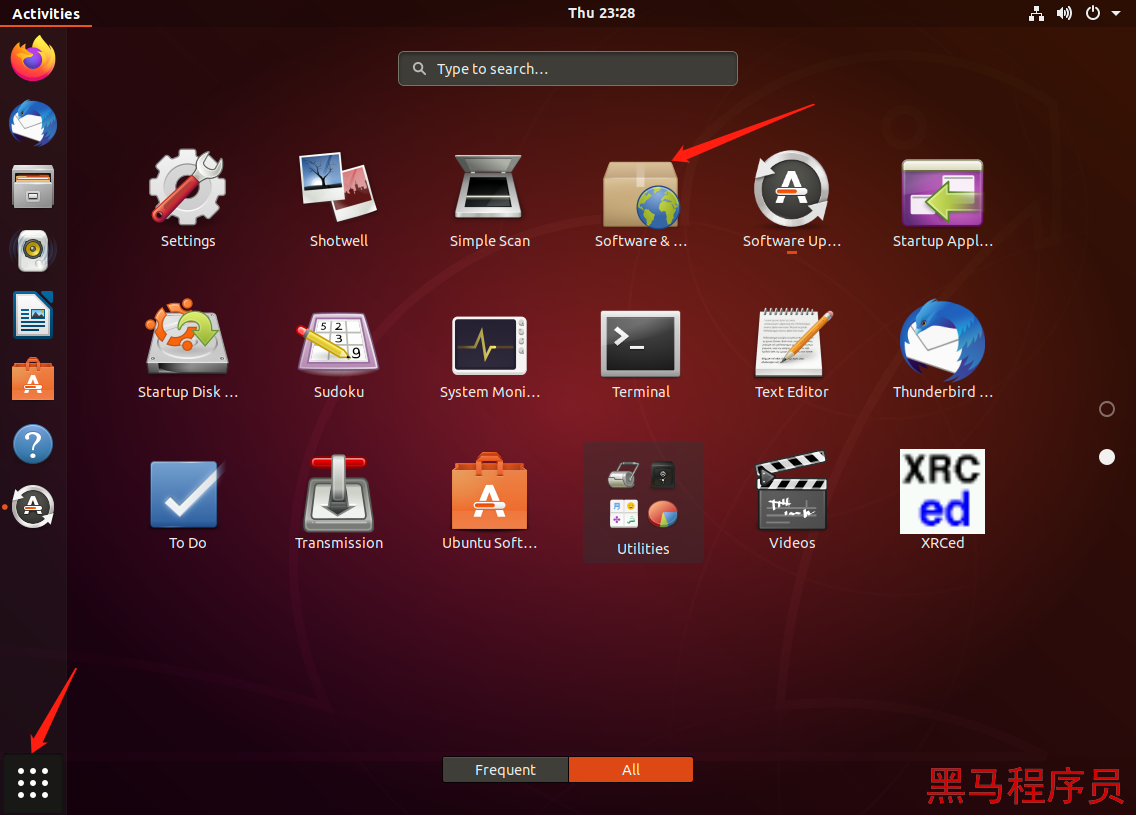 Activities
Thu 23:28
Type to search…
Settings
Shotwell
Simple Scan
Software & …
Software Up…
Startup Appl…
Startup Disk …
Sudoku
System Moni…
Terminal
Text Editor
Thunderbird …
XRC
ed
To Do
Transmission
Ubuntu Soft…
Utilities
Videos
XRCed
Frequent
All
黑马程序员